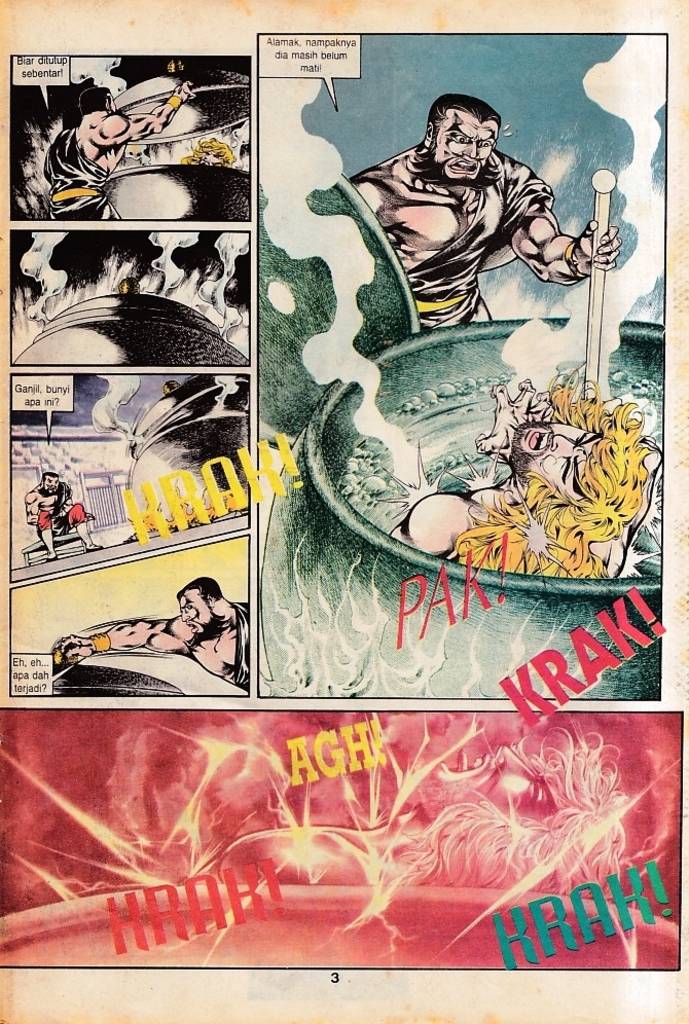 Biar ditutup
sebentar!
Ganjil, bunyi
apa ini?
KRAK!
Eh, eh...
apa dah
terjadi?
Alamak, nampaknya
dia masih belum
mati!
PAK!
KRAK!
AGH!
KRAK!
KRAK!
3